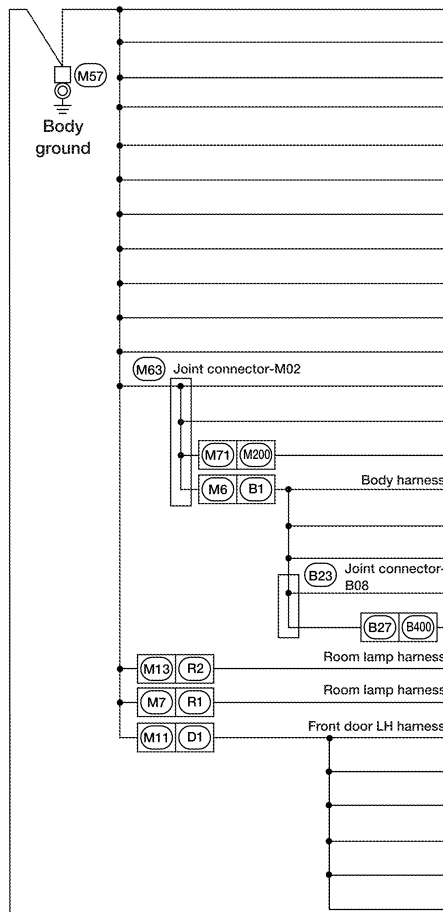 M57
Body
ground
M63 Joint connector-M02
M71 M200
M6 B1 Body harness
B23 Joint connector-
B08
B27 B400
Room lamp harness
M13 R2
Room lamp harness
M7 R1
Front door LH harness
M11 D1